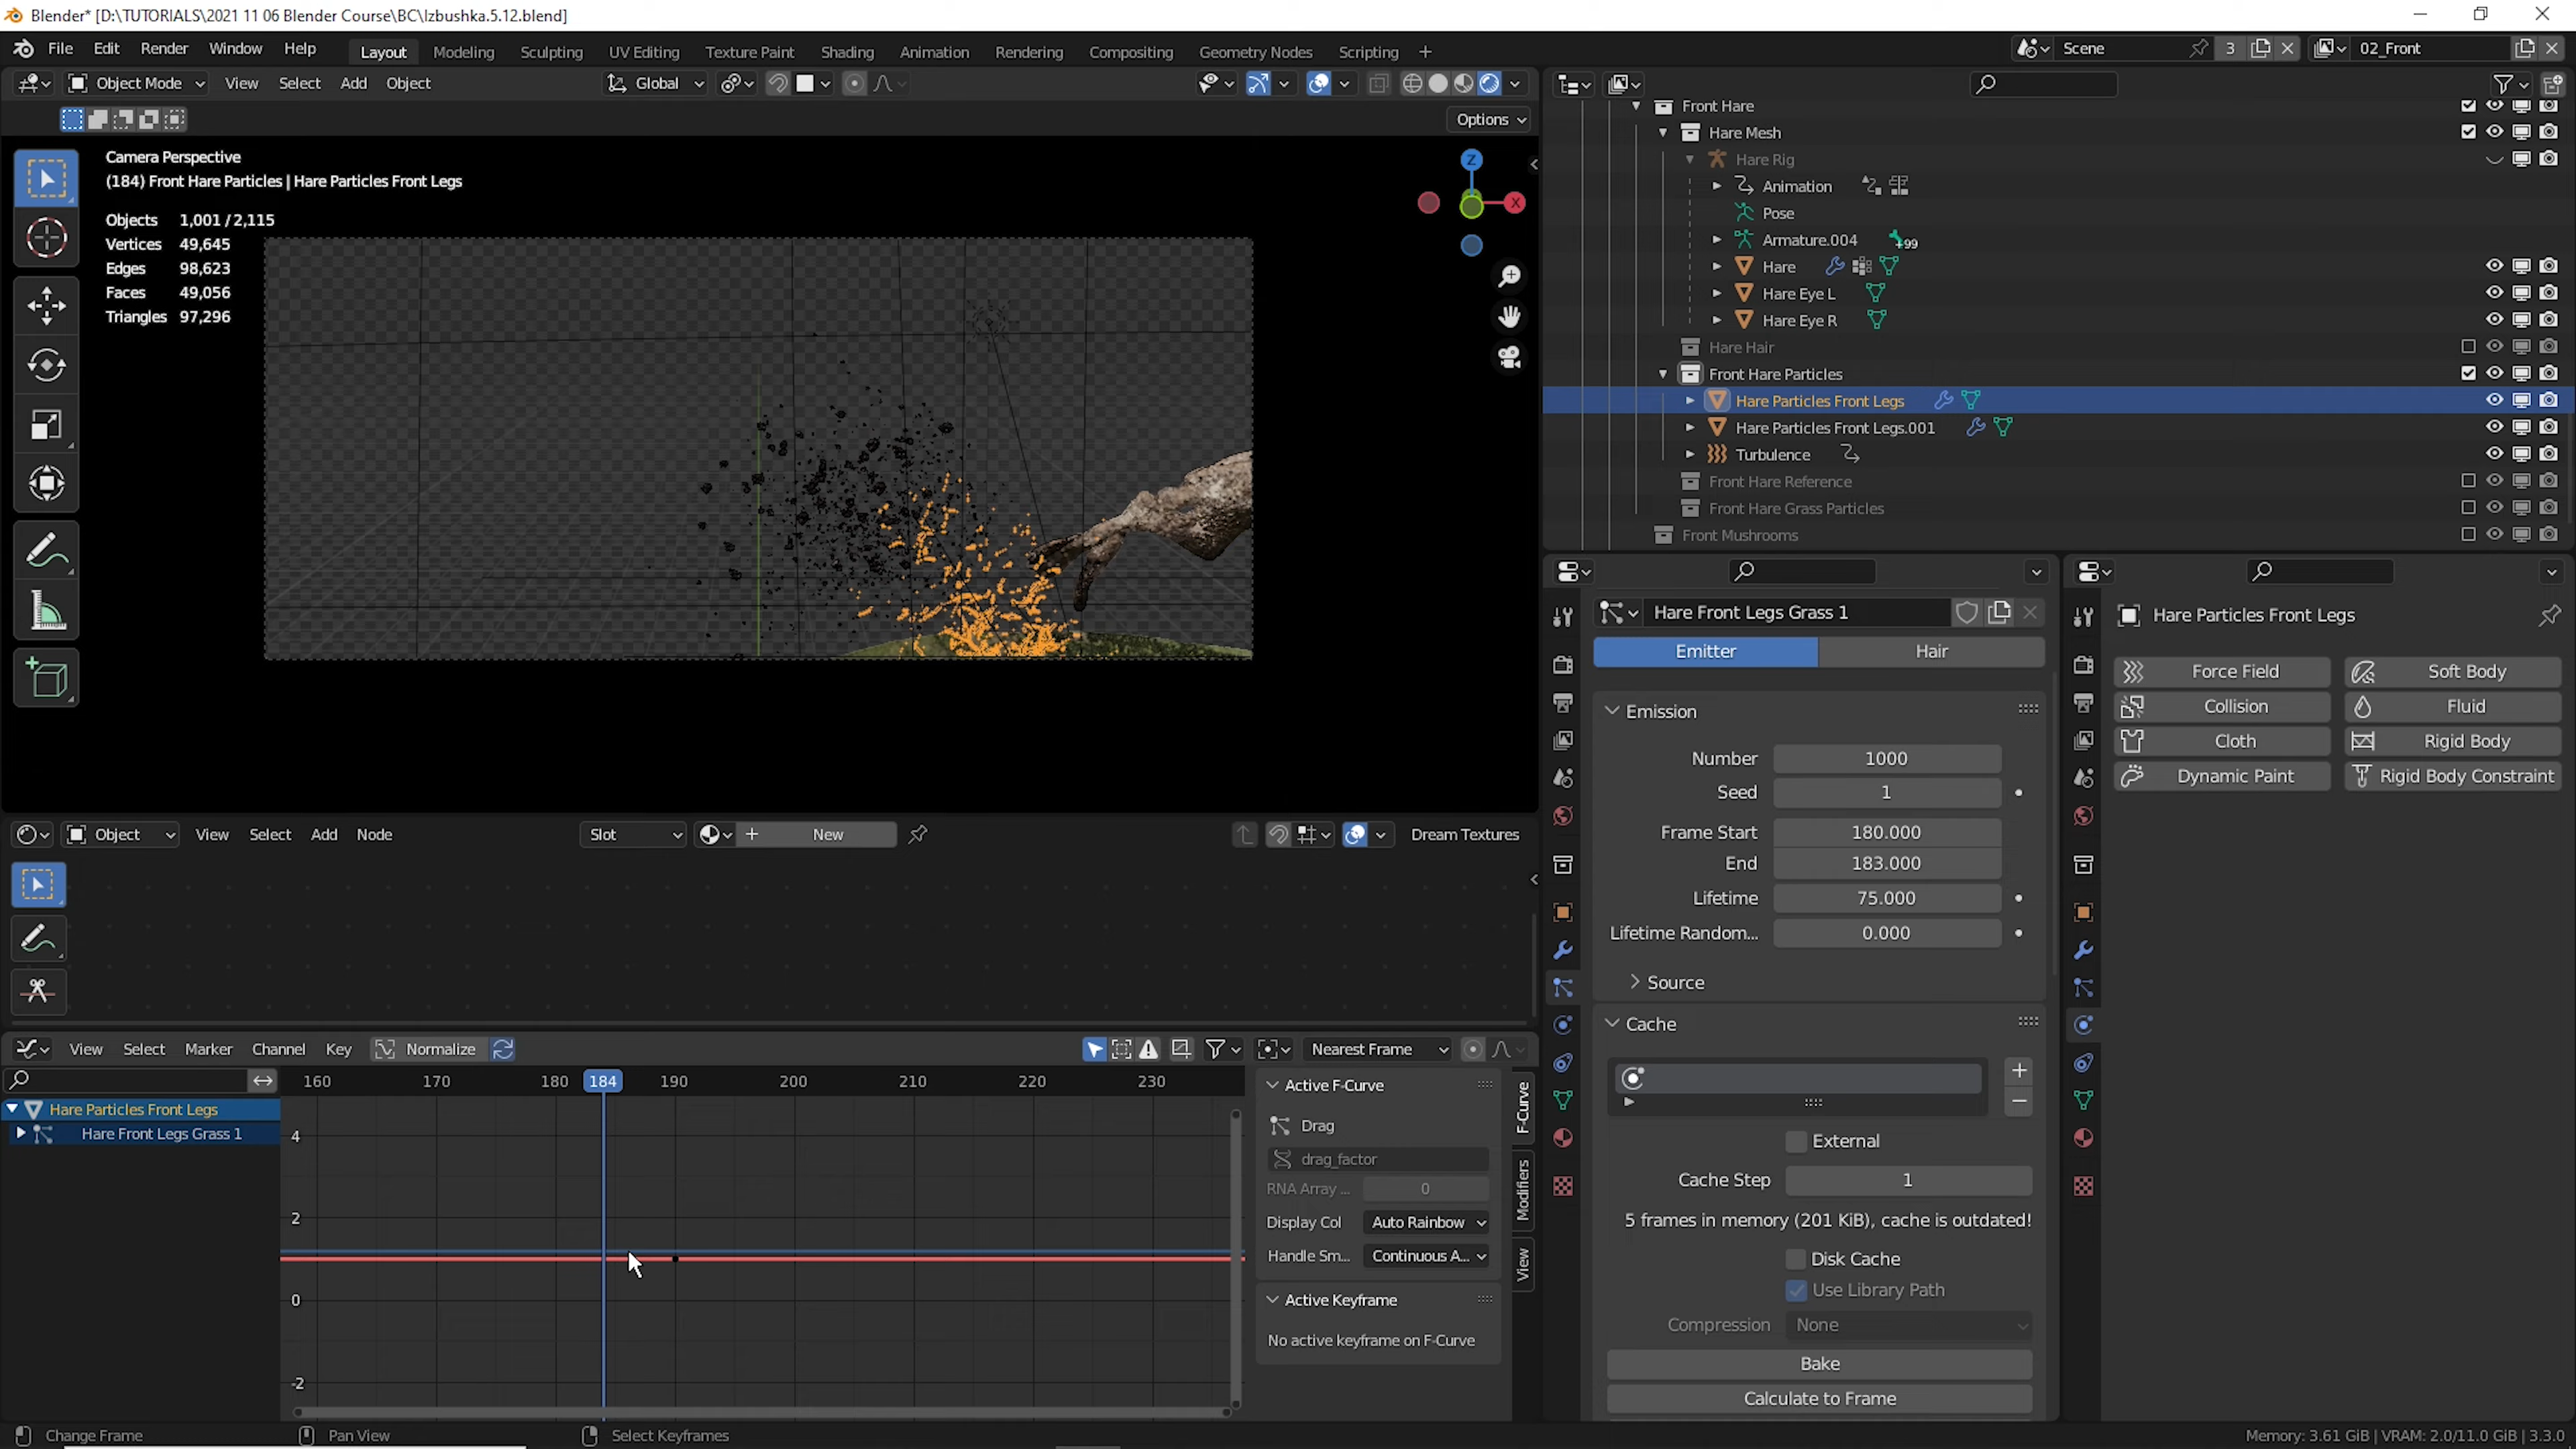 Blender* [D:\TUTORIALS\2021 11 06 Blender Course\BC\Izbushka.5.12.blend]
File Edit Render Window Help Layout Modeling Sculpting UV Editing Texture Paint Shading Animation Rendering Compositing Geometry Nodes Scripting + Scene 3 02_Front
Object Mode View Select Add Object Global
Options
Camera Perspective
(184) Front Hare Particles | Hare Particles Front Legs
Objects 1,001 / 2,115
Vertices 49,645
Edges 98,623
Faces 49,056
Triangles 97,296
Z
X
Front Hare
Hare Mesh
Hare Rig
Animation
Pose
Armature.004 +99
Hare
Hare Eye L
Hare Eye R
Hare Hair
Front Hare Particles
Hare Particles Front Legs
Hare Particles Front Legs.001
Turbulence
Front Hare Reference
Front Hare Grass Particles
Front Mushrooms
Hare Front Legs Grass 1
Emitter Hair
Emission
Number 1000
Seed 1
Frame Start 180.000
End 183.000
Lifetime 75.000
Lifetime Random... 0.000
Source
Cache
External
Cache Step 1
5 frames in memory (201 KiB), cache is outdated!
Disk Cache
Use Library Path
Compression None
Bake
Calculate to Frame
Hare Particles Front Legs
Force Field Soft Body
Collision Fluid
Cloth Rigid Body
Dynamic Paint Rigid Body Constraint
Object View Select Add Node Slot New Dream Textures
View Select Marker Channel Key Normalize Nearest Frame
160 170 180 184 190 200 210 220 230
Hare Particles Front Legs
Hare Front Legs Grass 1
4
2
0
-2
Active F-Curve
Drag
drag_factor
RNA Array ... 0
Display Col Auto Rainbow
Handle Sm... Continuous A...
Active Keyframe
No active keyframe on F-Curve
F-Curve
Modifiers
View
Change Frame Pan View Select Keyframes Memory: 3.61 GiB | VRAM: 2.0/11.0 GiB | 3.3.0